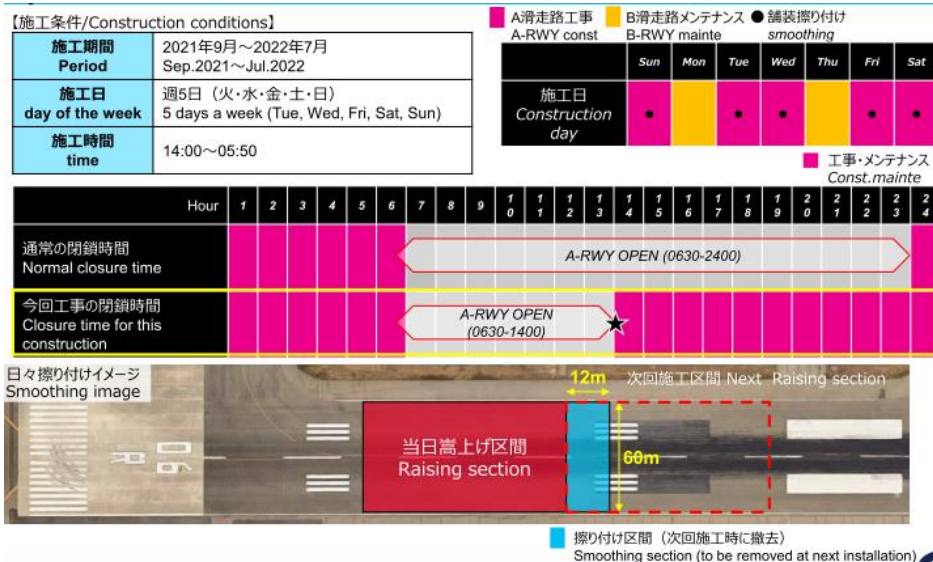 【施工条件/Construction conditions】
施工期間
Period
2021年9月～2022年7月
Sep.2021～Jul.2022
施工日
day of the week
週5日（火・水・金・土・日）
5 days a week (Tue, Wed, Fri, Sat, Sun)
施工時間
time
14:00～05:50
A滑走路工事
A-RWY const
B滑走路メンテナンス
B-RWY mainte
●舗装擦り付け
smoothing
Sun Mon Tue Wed Thu Fri Sat
施工日
Construction
day
工事・メンテナンス
Const.mainte
Hour 1 2 3 4 5 6 7 8 9 10 11 12 13 14 15 16 17 18 19 20 21 22 23 24
通常の閉鎖時間
Normal closure time
A-RWY OPEN (0630-2400)
今回工事の閉鎖時間
Closure time for this
construction
A-RWY OPEN
(0630-1400)
日々擦り付けイメージ
Smoothing image
12m
次回施工区間 Next Raising section
当日嵩上げ区間
Raising section
60m
擦り付け区間（次回施工時に撤去）
Smoothing section (to be removed at next installation)